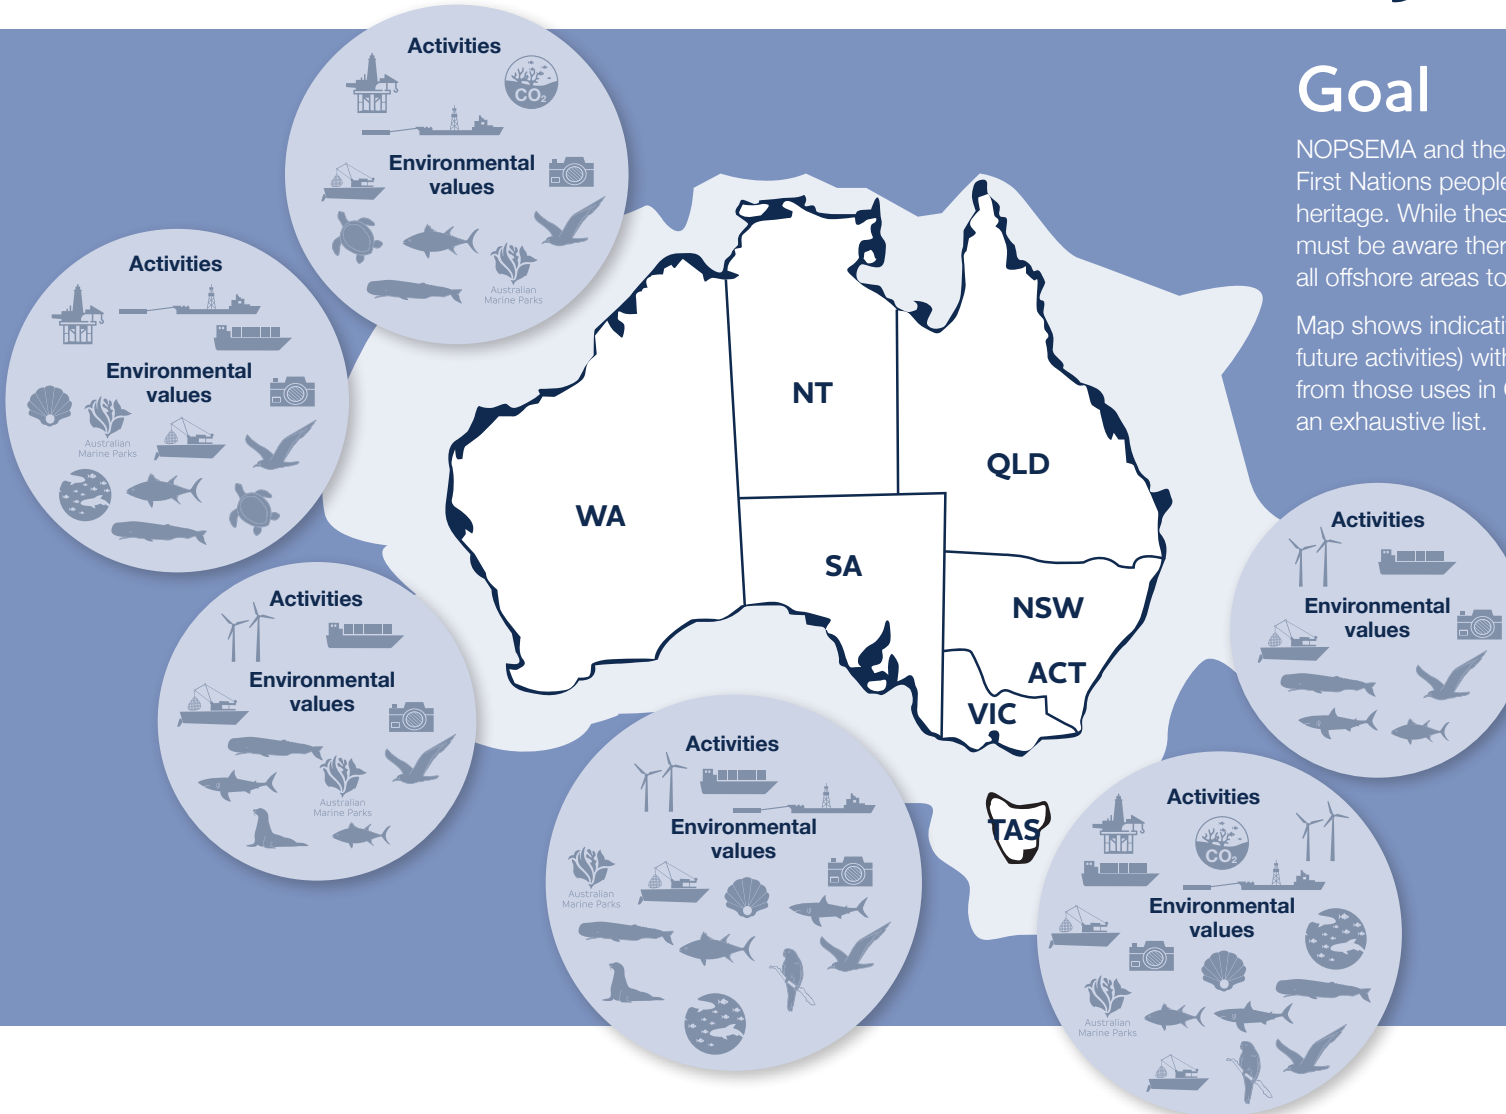 Activities
CO₂
Environmental
values
Australian
Marine Parks
Activities
Environmental
values
Australian
Marine Parks
Activities
Environmental
values
Australian
Marine Parks
Activities
Environmental
values
Australian
Marine Parks
Activities
CO₂
Environmental
values
Australian
Marine Parks
Activities
Environmental
values
WA
NT
QLD
SA
NSW
ACT
VIC
TAS
Goal
NOPSEMA and the
First Nations people
heritage. While thes
must be aware ther
all offshore areas to
Map shows indicati
future activities) with
from those uses in
an exhaustive list.